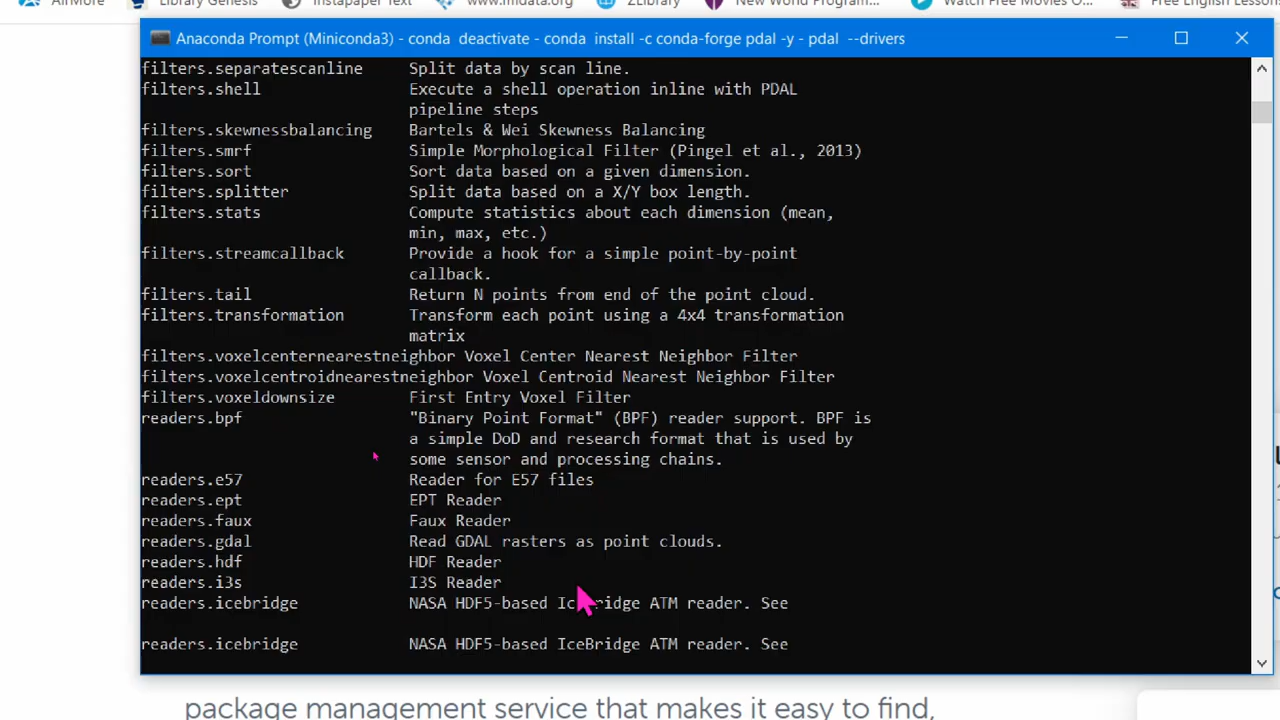 AirMore Library Genesis Instapaper Text www.mldata.org ZLibrary New World Program... Watch Free Movies O... Free English Lesson
Anaconda Prompt (Miniconda3) - conda deactivate - conda install -c conda-forge pdal -y - pdal --drivers
filters.separatescanline Split data by scan line.
filters.shell Execute a shell operation inline with PDAL
pipeline steps
filters.skewnessbalancing Bartels & Wei Skewness Balancing
filters.smrf Simple Morphological Filter (Pingel et al., 2013)
filters.sort Sort data based on a given dimension.
filters.splitter Split data based on a X/Y box length.
filters.stats Compute statistics about each dimension (mean,
min, max, etc.)
filters.streamcallback Provide a hook for a simple point-by-point
callback.
filters.tail Return N points from end of the point cloud.
filters.transformation Transform each point using a 4x4 transformation
matrix
filters.voxelcenternearestneighbor Voxel Center Nearest Neighbor Filter
filters.voxelcentroidnearestneighbor Voxel Centroid Nearest Neighbor Filter
filters.voxeldownsize First Entry Voxel Filter
readers.bpf "Binary Point Format" (BPF) reader support. BPF is
a simple DoD and research format that is used by
some sensor and processing chains.
readers.e57 Reader for E57 files
readers.ept EPT Reader
readers.faux Faux Reader
readers.gdal Read GDAL rasters as point clouds.
readers.hdf HDF Reader
readers.i3s I3S Reader
readers.icebridge NASA HDF5-based IceBridge ATM reader. See
readers.icebridge NASA HDF5-based IceBridge ATM reader. See
package management service that makes it easy to find,